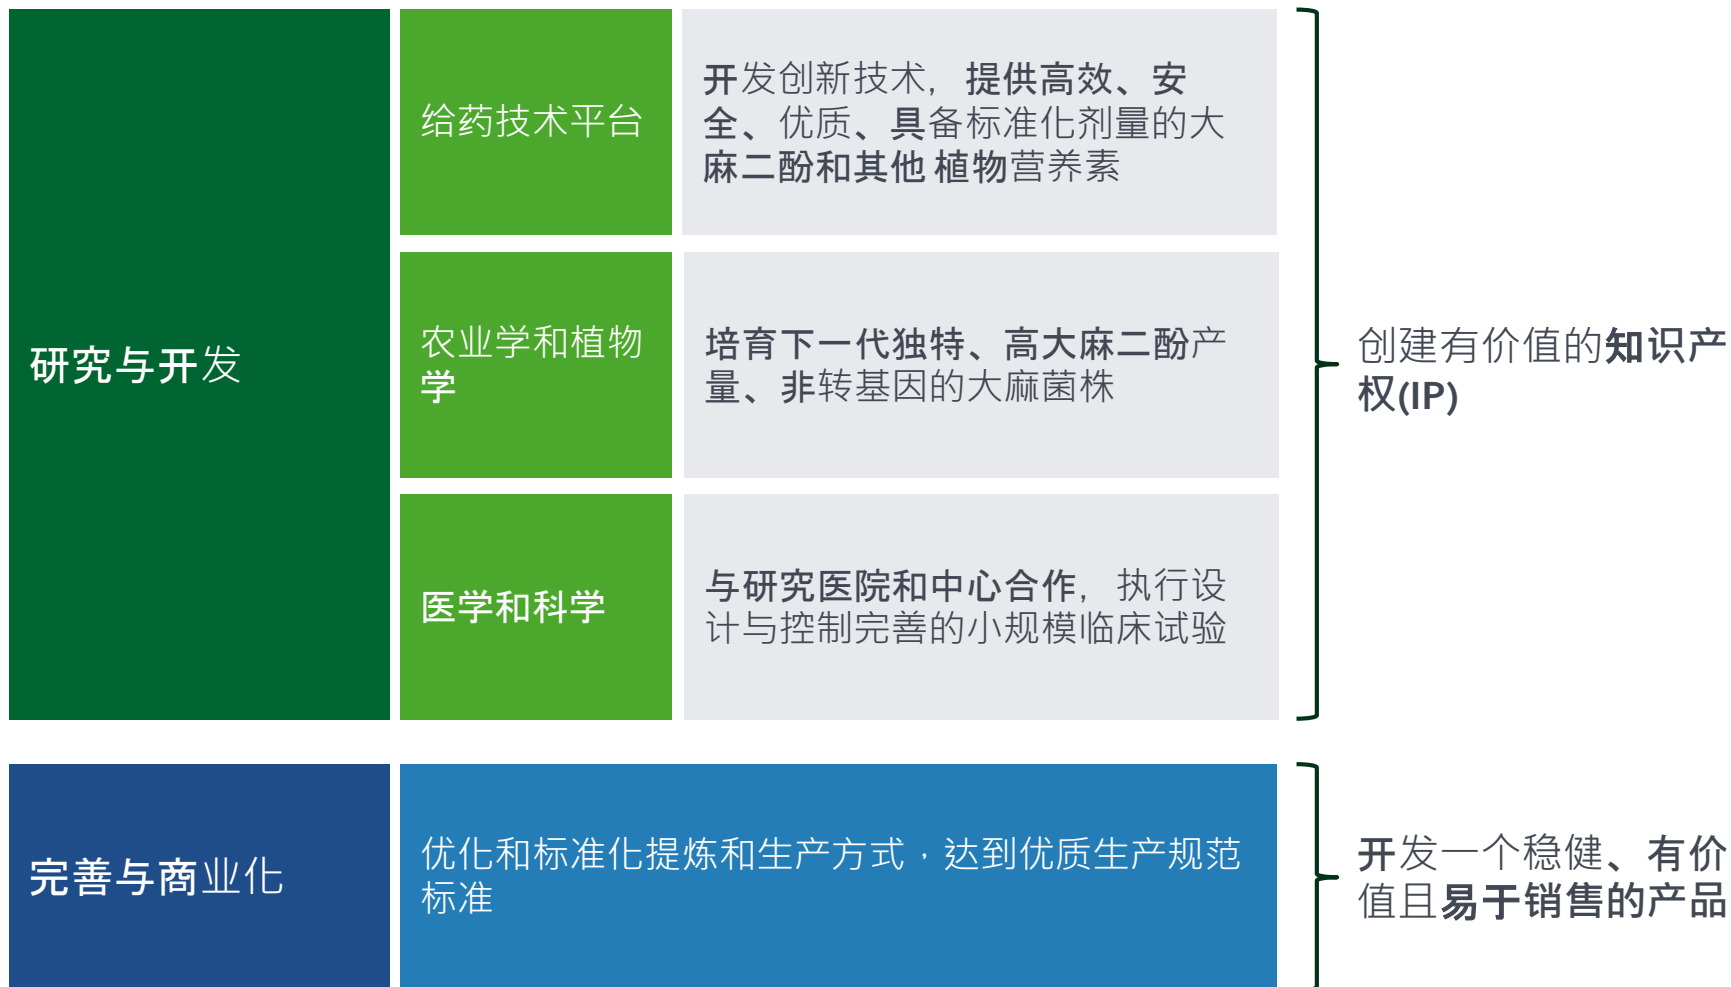 给药技术平台
开发创新技术，提供高效、安
全、优质、具备标准化剂量的大
麻二酚和其他 植物营养素
研究与开发
农业学和植物
学
培育下一代独特、高大麻二酚产
量、非转基因的大麻菌株
创建有价值的知识产
权(IP)
医学和科学
与研究医院和中心合作，执行设
计与控制完善的小规模临床试验
完善与商业化
优化和标准化提炼和生产方式，达到优质生产规范
标准
开发一个稳健、有价
值且易于销售的产品